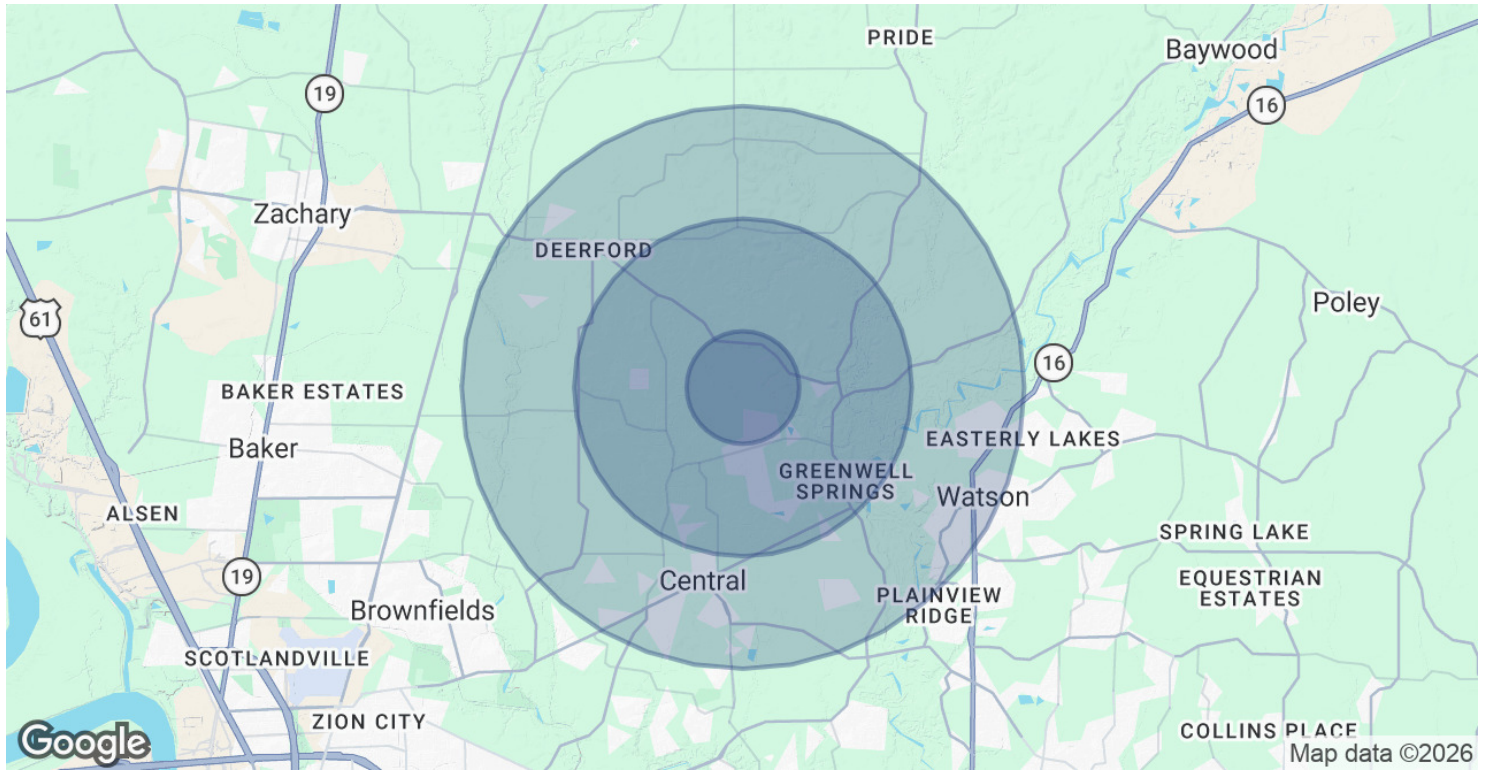 PRIDE
Baywood
19
16
Zachary
DEERFORD
Poley
61
16
BAKER ESTATES
Baker
EASTERLY LAKES
GREENWELL
SPRINGS
Watson
ALSEN
SPRING LAKE
19
Central
EQUESTRIAN
ESTATES
Brownfields
PLAINVIEW
RIDGE
SCOTLANDVILLE
ZION CITY
COLLINS PLACE
Google
Map data ©2026